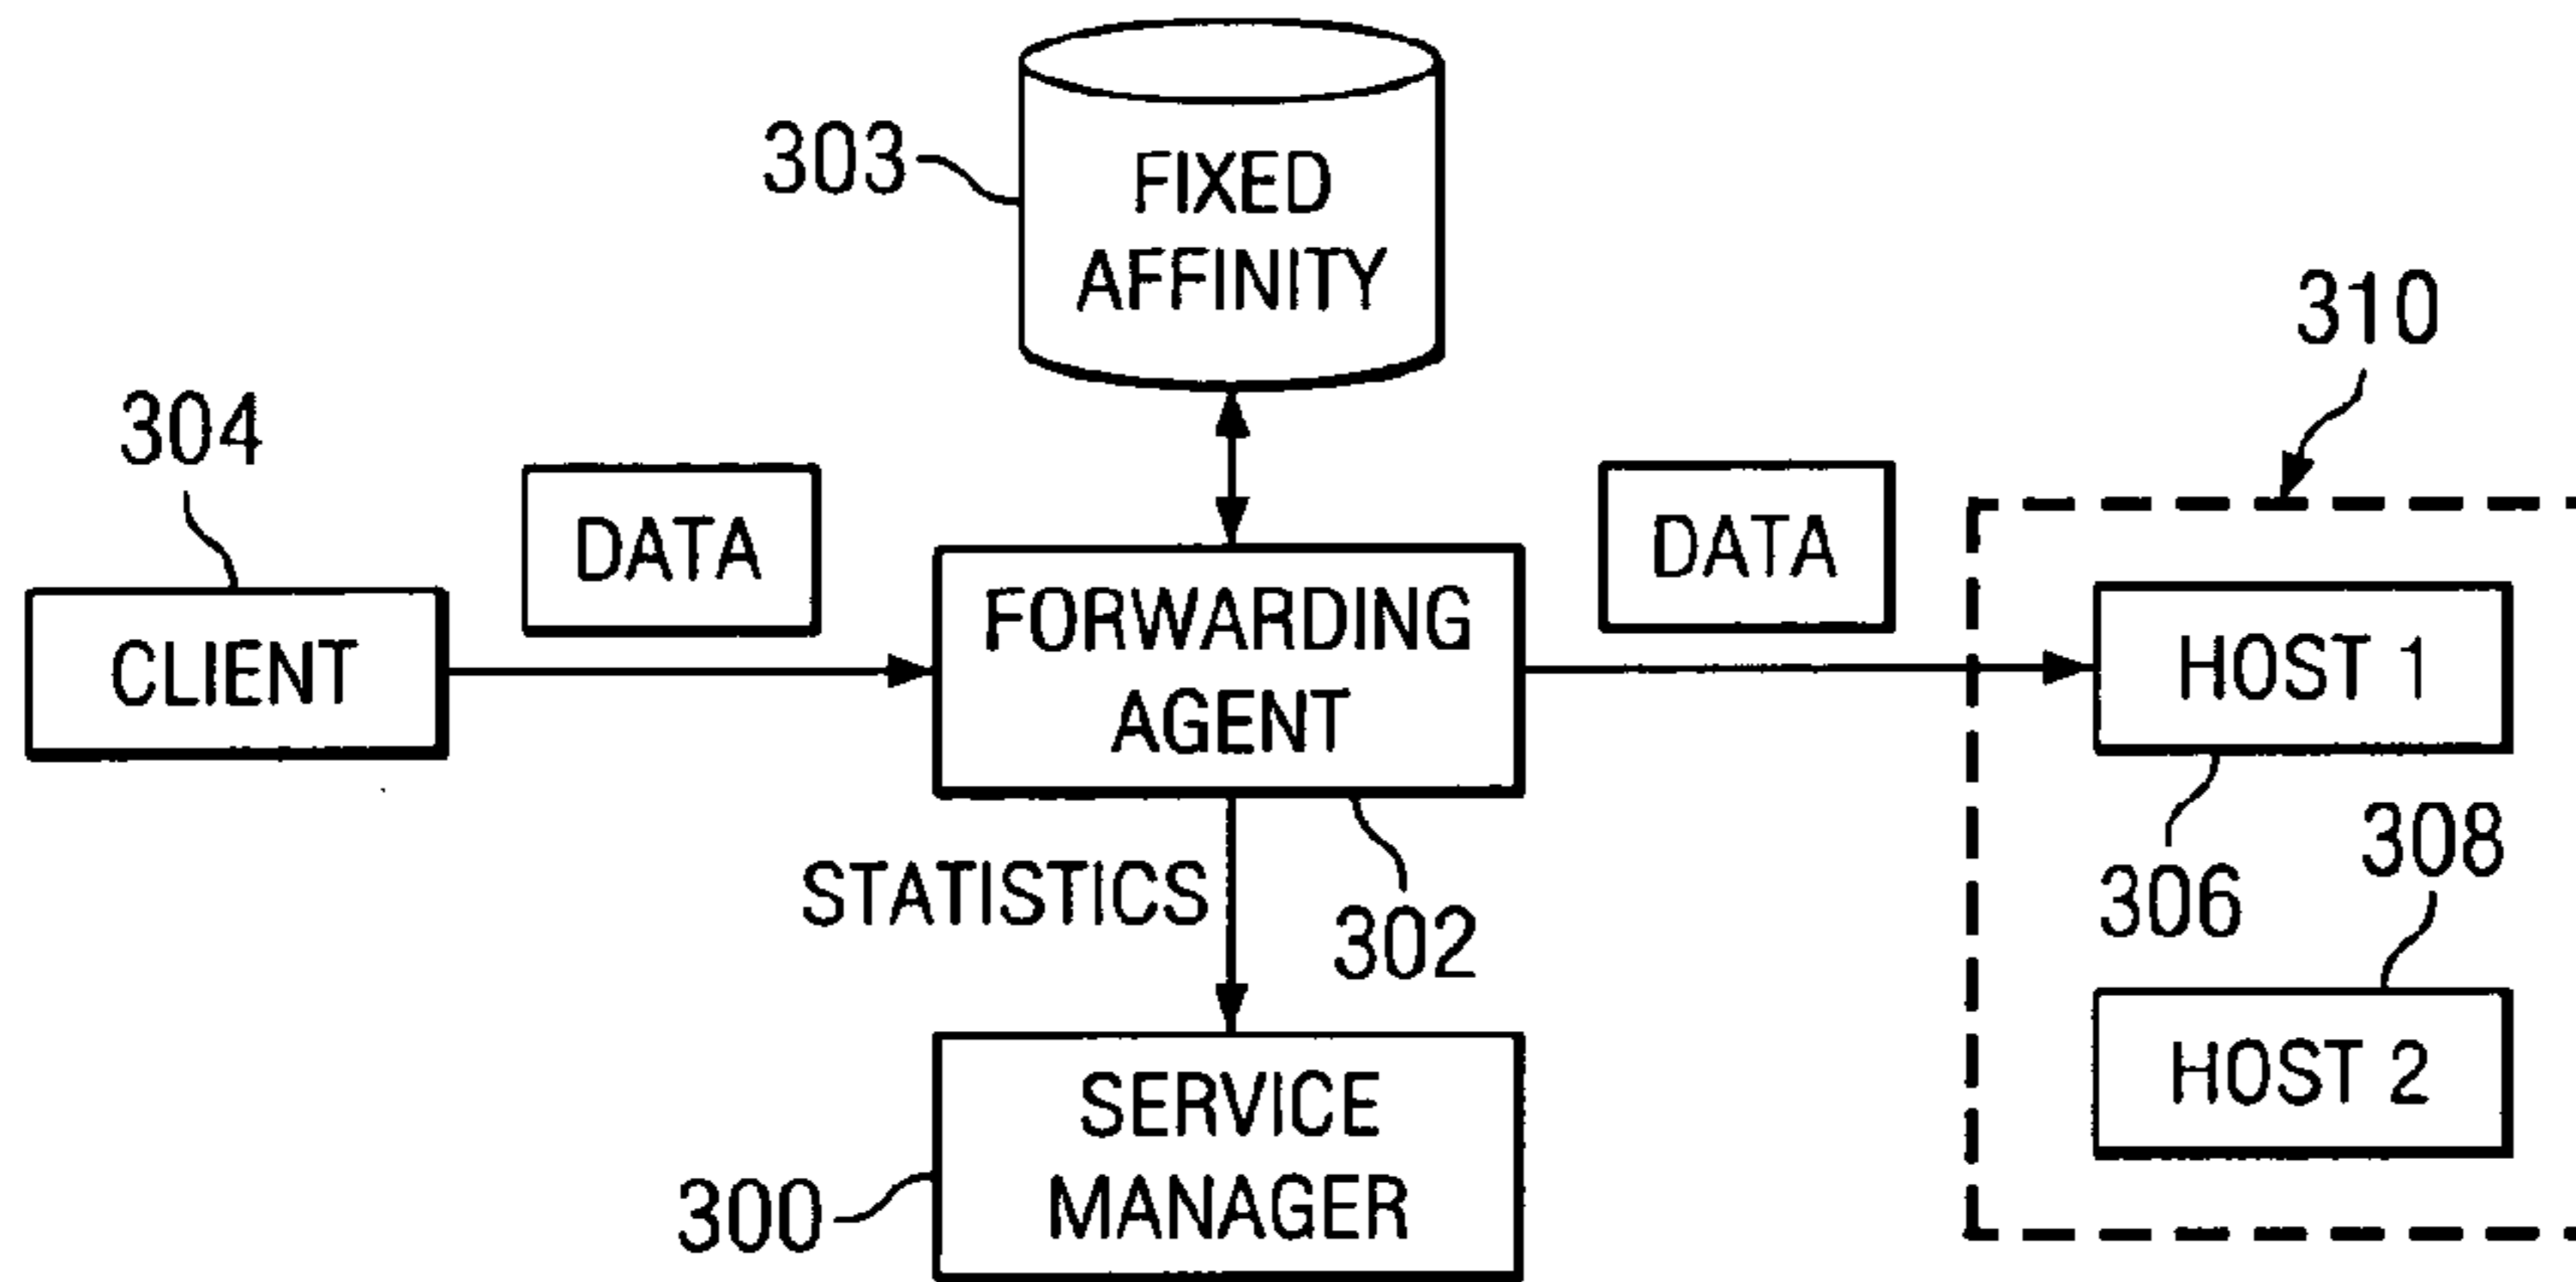 303
FIXED
AFFINITY
310
304
DATA
DATA
CLIENT
FORWARDING
AGENT
HOST 1
STATISTICS
302
306
308
SERVICE
MANAGER
300
HOST 2